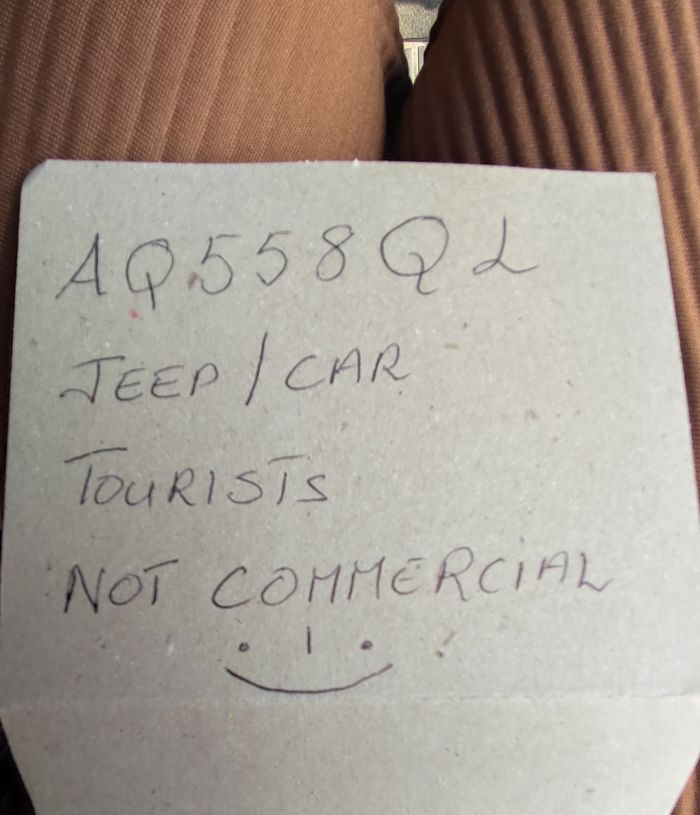 AQ558QL
JEEP / CAR
TOURISTS
NOT COMMERCIAL